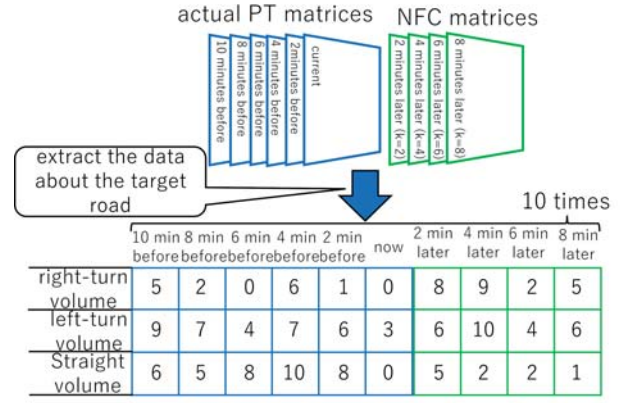 actual PT matrices NFC matrices
10 minutes before
8 minutes before
6 minutes before
4 minutes before
2minutes before
current
2 minutes later (k=2)
4 minutes later (k=4)
6 minutes later (k=6)
8 minutes later (k=8)
extract the data
about the target
road
10 times
10 min 8 min 6 min 4 min 2 min now 2 min 4 min 6 min 8 min
before before before before before later later later later
right-turn volume 5 2 0 6 1 0 8 9 2 5
left-turn volume 9 7 4 7 6 3 6 10 4 6
Straight volume 6 5 8 10 8 0 5 2 2 1